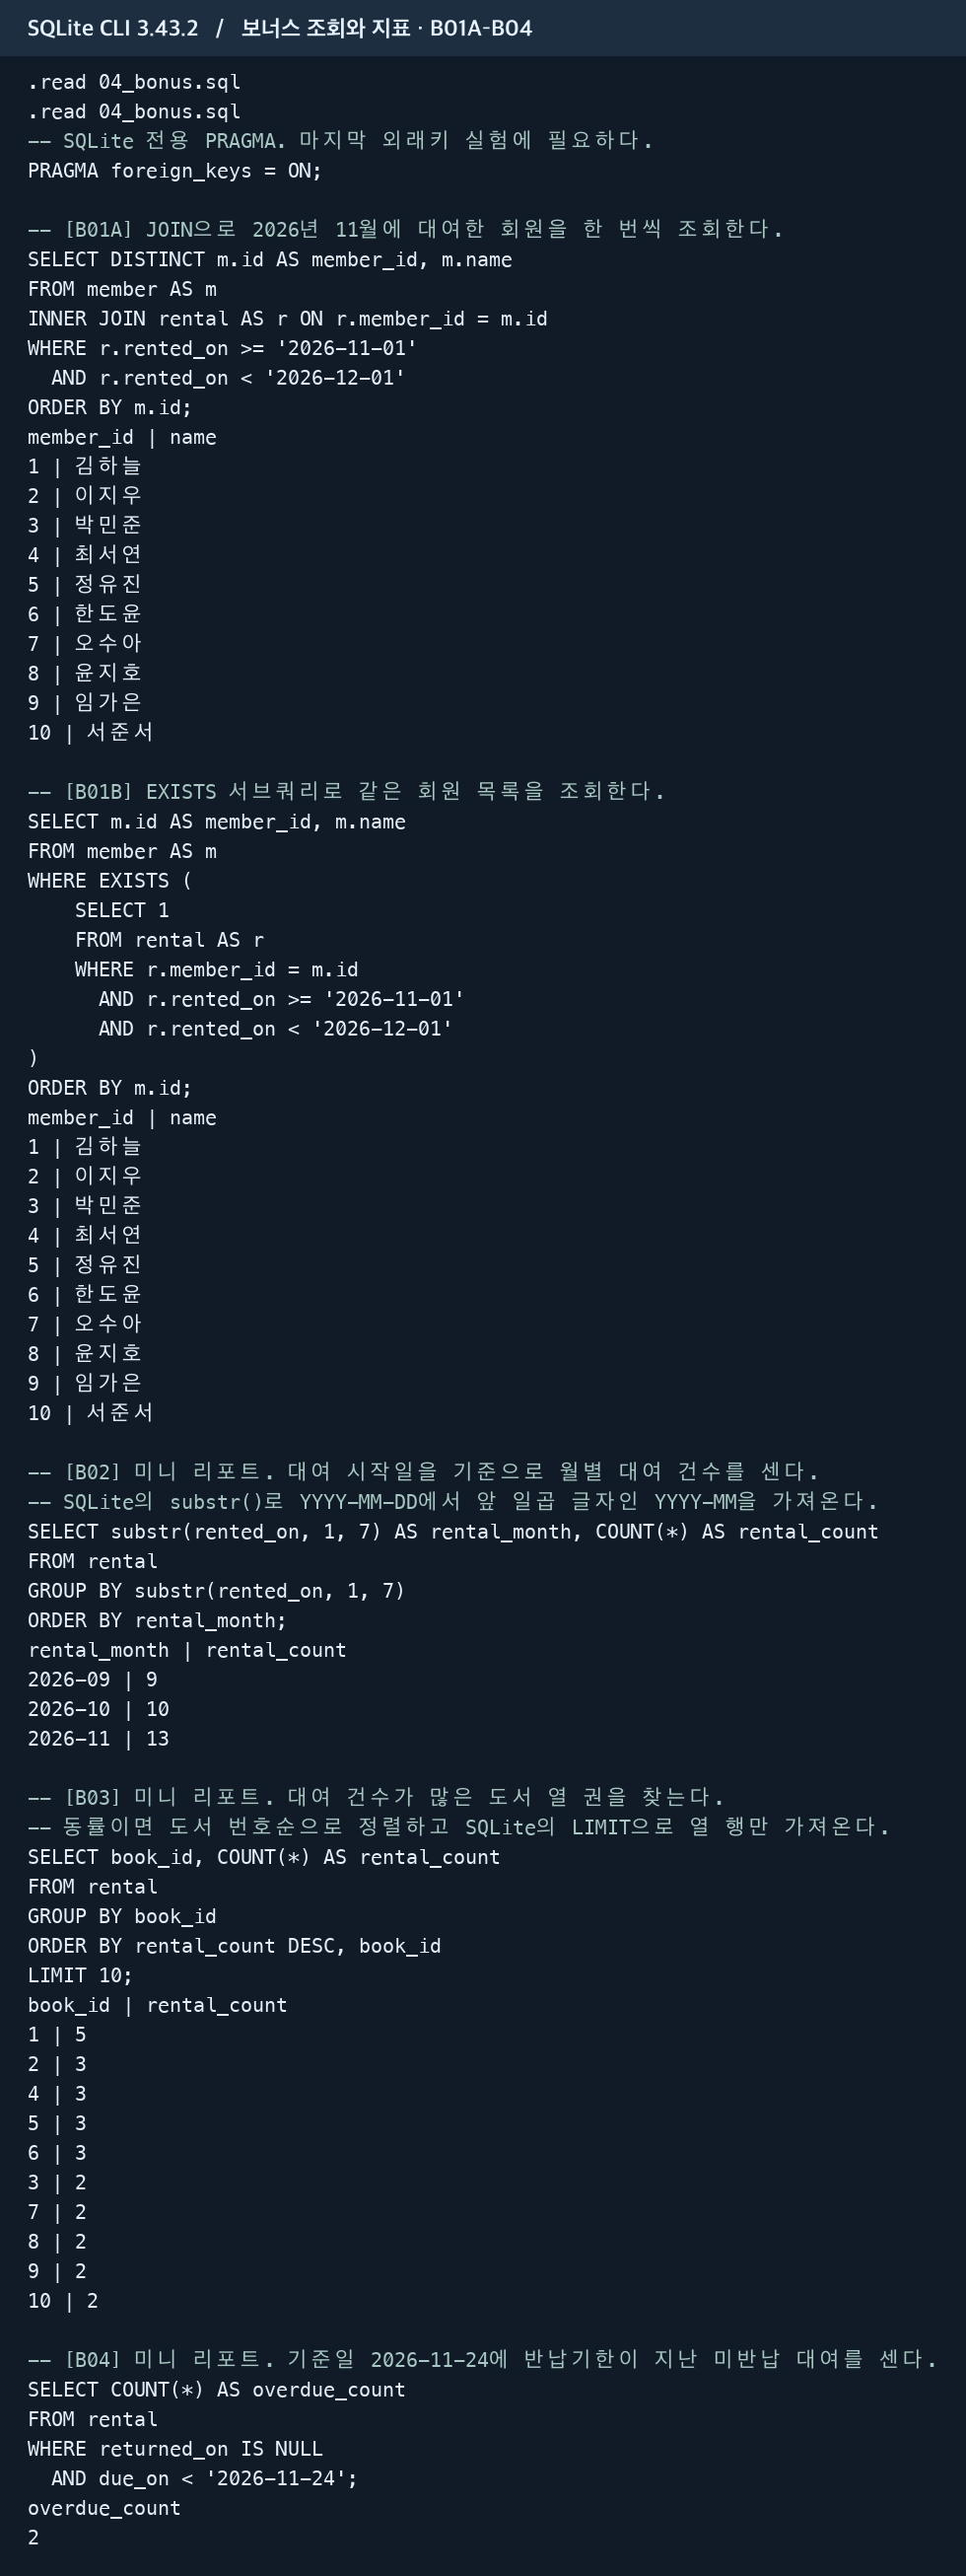 SQLite CLI 3.43.2 / 보너스 조회와 지표 · B01A-B04
.read 04_bonus.sql
.read 04_bonus.sql
-- SQLite 전용 PRAGMA. 마지막 외래키 실험에 필요하다.
PRAGMA foreign_keys = ON;
-- [B01A] JOIN으로 2026년 11월에 대여한 회원을 한 번씩 조회한다.
SELECT DISTINCT m.id AS member_id, m.name
FROM member AS m
INNER JOIN rental AS r ON r.member_id = m.id
WHERE r.rented_on >= '2026-11-01'
  AND r.rented_on < '2026-12-01'
ORDER BY m.id;
member_id | name
1 | 김하늘
2 | 이지우
3 | 박민준
4 | 최서연
5 | 정유진
6 | 한도윤
7 | 오수아
8 | 윤지호
9 | 임가은
10 | 서준서
-- [B01B] EXISTS 서브쿼리로 같은 회원 목록을 조회한다.
SELECT m.id AS member_id, m.name
FROM member AS m
WHERE EXISTS (
    SELECT 1
    FROM rental AS r
    WHERE r.member_id = m.id
      AND r.rented_on >= '2026-11-01'
      AND r.rented_on < '2026-12-01'
)
ORDER BY m.id;
member_id | name
1 | 김하늘
2 | 이지우
3 | 박민준
4 | 최서연
5 | 정유진
6 | 한도윤
7 | 오수아
8 | 윤지호
9 | 임가은
10 | 서준서
-- [B02] 미니 리포트. 대여 시작일을 기준으로 월별 대여 건수를 센다.
-- SQLite의 substr()로 YYYY-MM-DD에서 앞 일곱 글자인 YYYY-MM을 가져온다.
SELECT substr(rented_on, 1, 7) AS rental_month, COUNT(*) AS rental_count
FROM rental
GROUP BY substr(rented_on, 1, 7)
ORDER BY rental_month;
rental_month | rental_count
2026-09 | 9
2026-10 | 10
2026-11 | 13
-- [B03] 미니 리포트. 대여 건수가 많은 도서 열 권을 찾는다.
-- 동률이면 도서 번호순으로 정렬하고 SQLite의 LIMIT으로 열 행만 가져온다.
SELECT book_id, COUNT(*) AS rental_count
FROM rental
GROUP BY book_id
ORDER BY rental_count DESC, book_id
LIMIT 10;
book_id | rental_count
1 | 5
2 | 3
4 | 3
5 | 3
6 | 3
3 | 2
7 | 2
8 | 2
9 | 2
10 | 2
-- [B04] 미니 리포트. 기준일 2026-11-24에 반납기한이 지난 미반납 대여를 센다.
SELECT COUNT(*) AS overdue_count
FROM rental
WHERE returned_on IS NULL
  AND due_on < '2026-11-24';
overdue_count
2